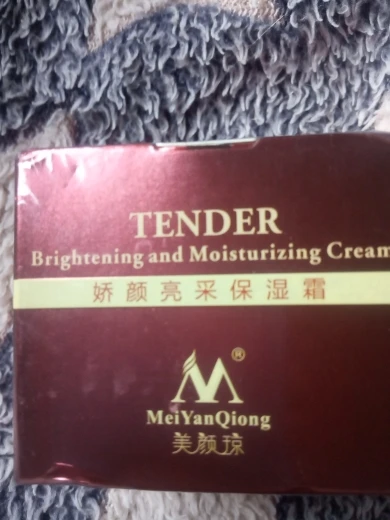 TENDER
Brightening and Moisturizing Cream
娇颜亮采保湿霜
®
MeiYanQiong
美颜琼